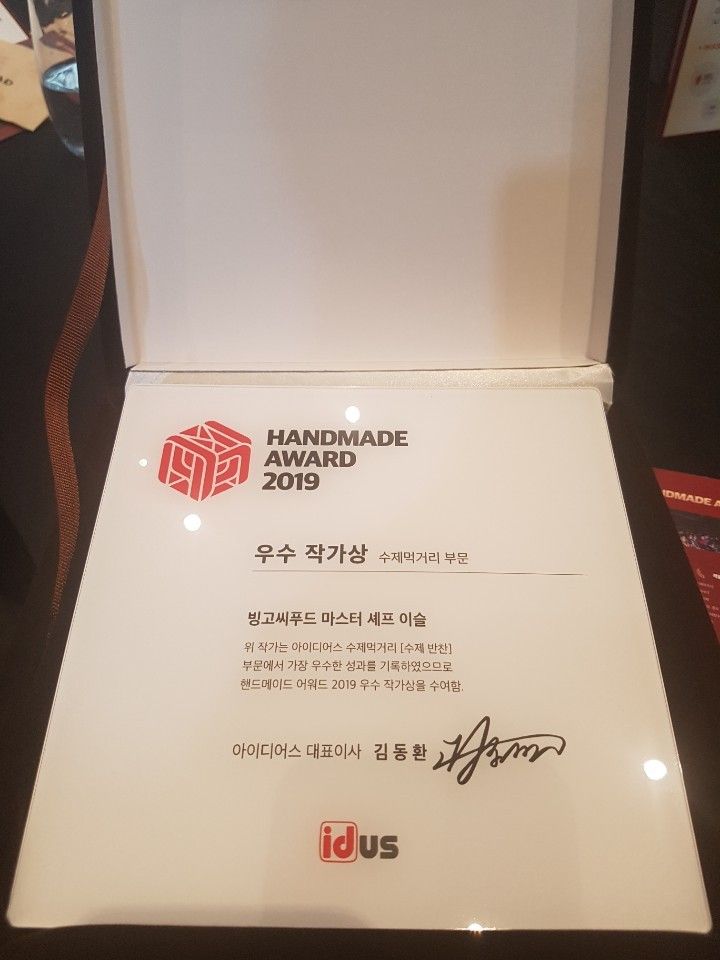 HANDMADE
AWARD
2019
우수 작가상 수제먹거리 부문
빙고씨푸드 마스터 셰프 이슬
위 작가는 아이디어스 수제먹거리 [수제 반찬]
부문에서 가장 우수한 성과를 기록하였으므로
핸드메이드 어워드 2019 우수 작가상을 수여함.
아이디어스 대표이사 김동환
idus